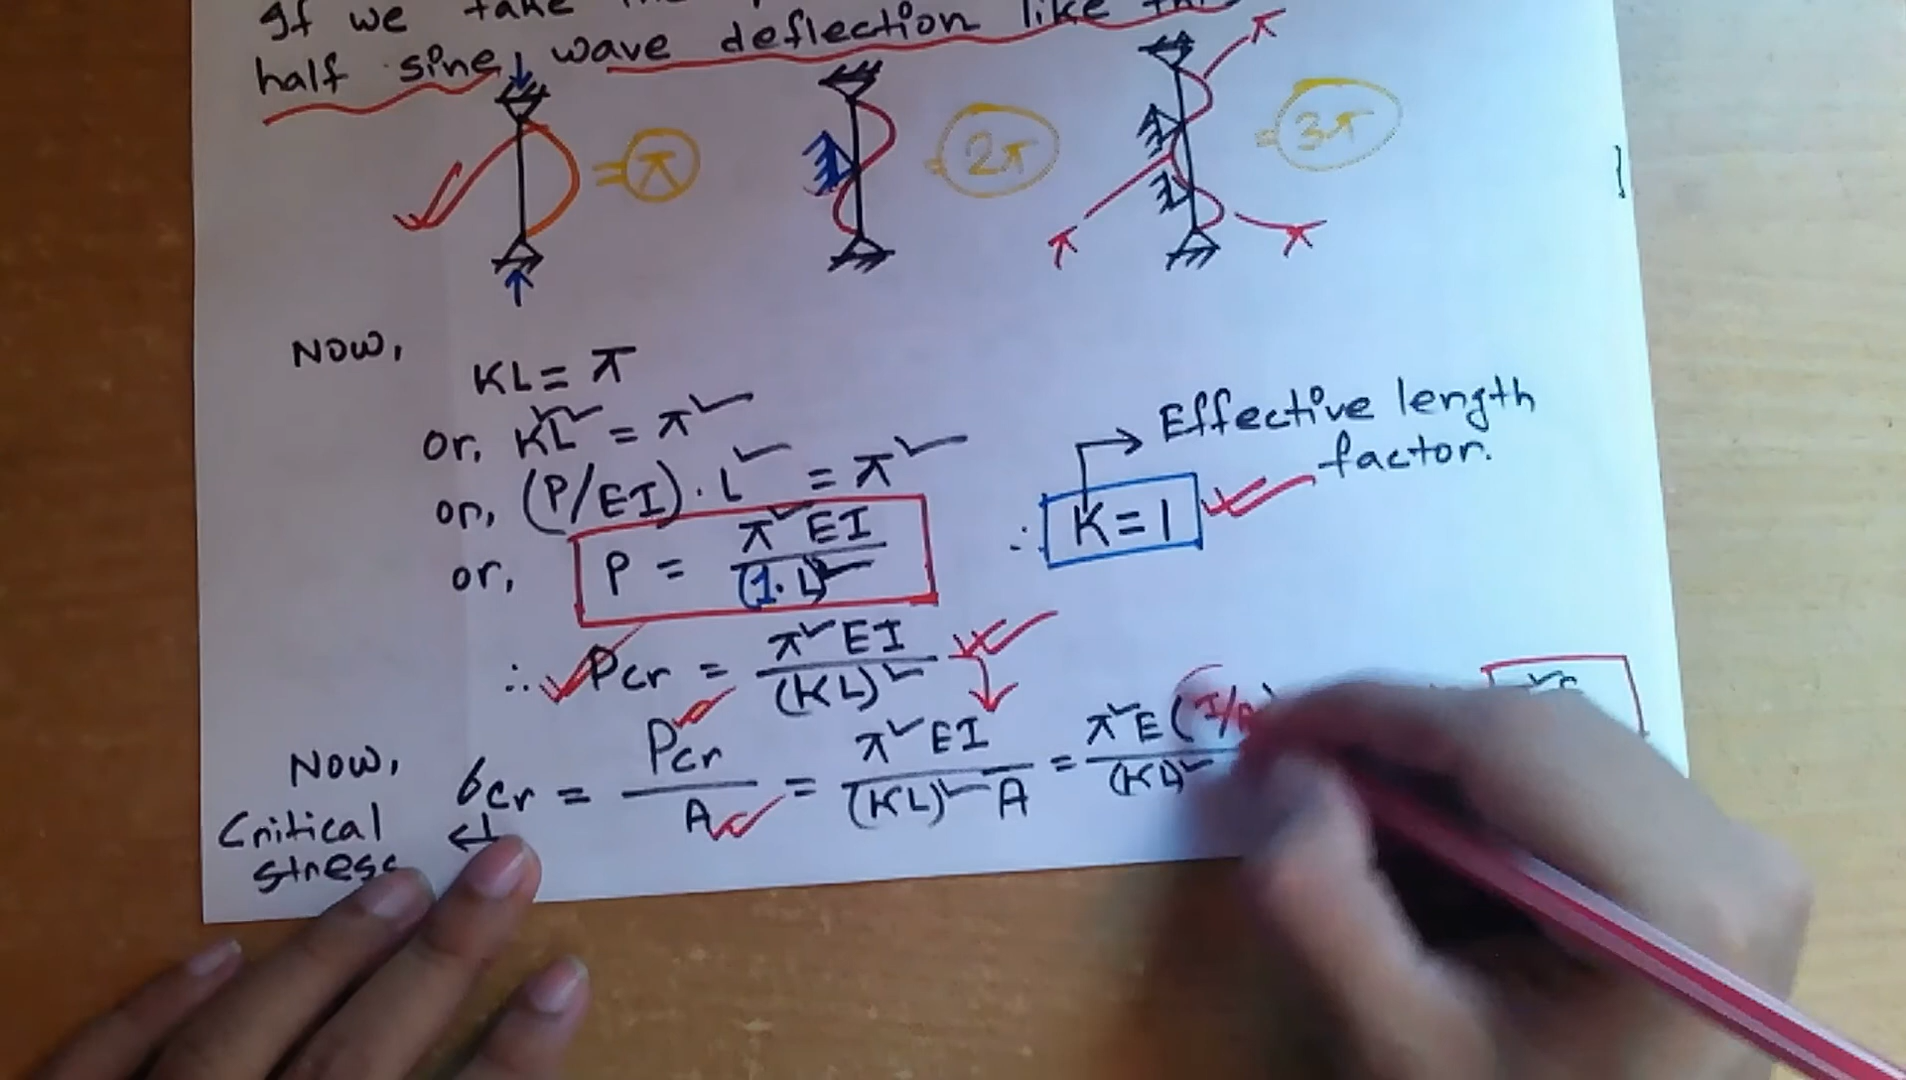 If we take
half sine wave deflection like
= π
= 2π
= 3π
π
π
π
Now,
KL = π
or, K²L² = π²
or, (P/EI) · L² = π²
or, P = π²EI / (1·L)²
∴ K = 1
Effective length
factor.
∴ Pcr = π²EI / (KL)²
Now, σcr = Pcr / A = π²EI / (KL)² A = π²E (I/A) / (KL)²
Critical
stress